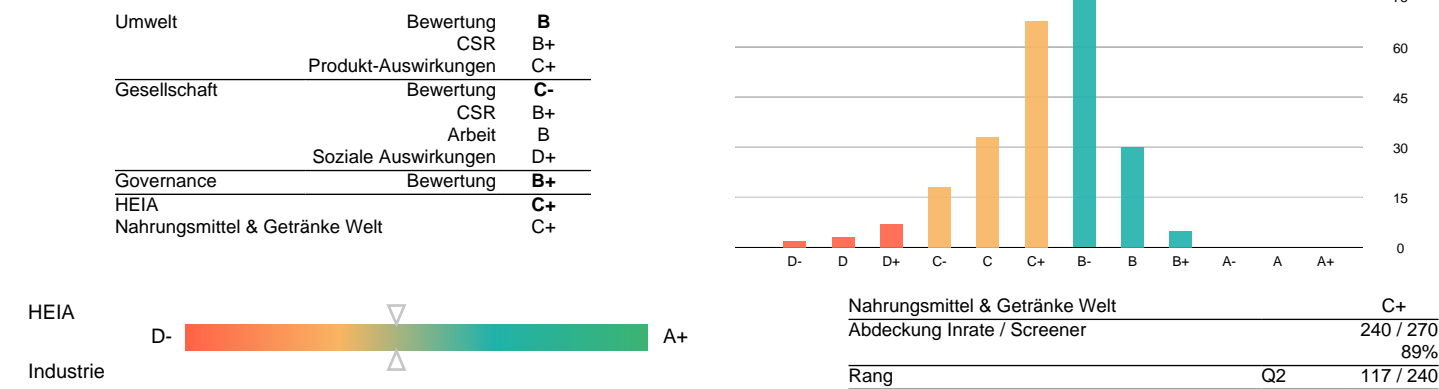 Umwelt Bewertung B
CSR B+
Produkt-Auswirkungen C+
Gesellschaft Bewertung C-
CSR B+
Arbeit B
Soziale Auswirkungen D+
Governance Bewertung B+
HEIA C+
Nahrungsmittel & Getränke Welt C+
60
45
30
15
0
D- D D+ C- C C+ B- B B+ A- A A+
HEIA
D- A+
Industrie
Nahrungsmittel & Getränke Welt C+
Abdeckung Inrate / Screener 240 / 270
89%
Rang Q2 117 / 240